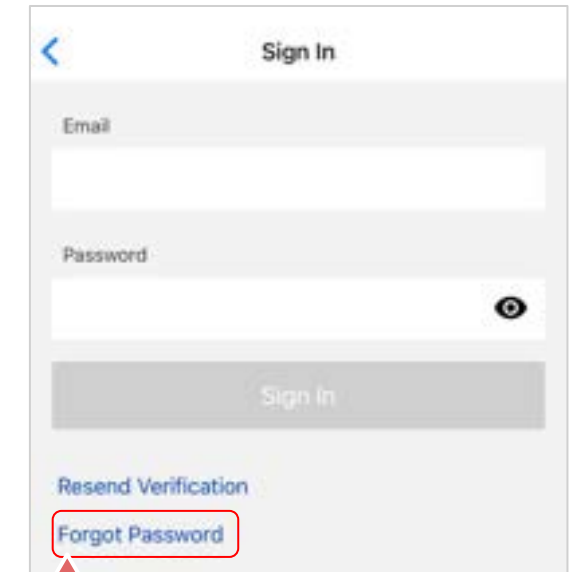 Sign In
Email
Password
Sign In
Resend Verification
Forgot Password